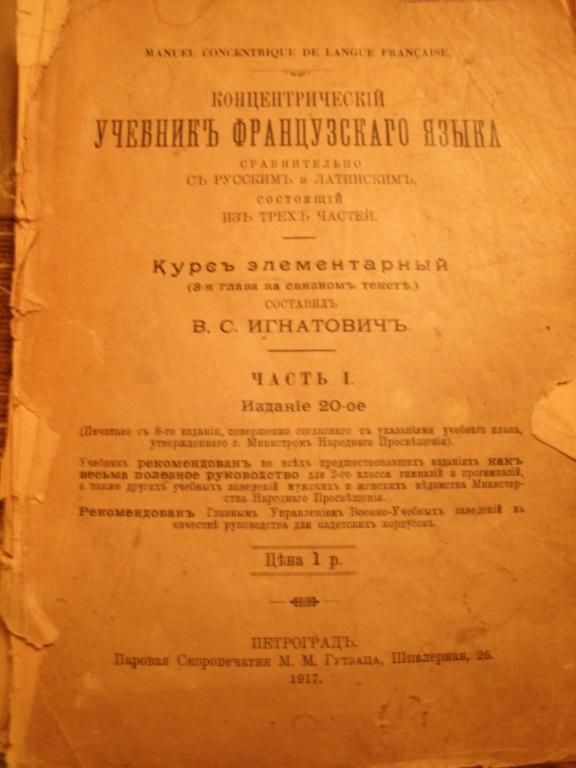 MANUEL CONCENTRIQUE DE LANGUE FRANÇAISE,
КОНЦЕНТРИЧЕСКІЙ
УЧЕБНИКЪ ФРАНЦУЗСКАГО ЯЗЫКА
СРАВНИТЕЛЬНО
СЪ РУССКИМЪ и ЛАТИНСКИМЪ,
СОСТОЯЩІЙ
ИЗЪ ТРЕХЪ ЧАСТЕЙ.
Курсъ элементарный
(3-я глава на связномъ текстѣ.)
СОСТАВИЛЪ
В. С. ИГНАТОВИЧЪ.
ЧАСТЬ I.
Изданіе 20-ое
(Печатано съ 9-го изданія, совершенно согласнаго съ указаніями учебнаго плана,
утвержденнаго г. Министромъ Народнаго Просвѣщенія).
Учебникъ рекомендованъ во всѣхъ предшествовавшихъ изданіяхъ какъ
весьма полезное руководство для 2-го класса гимназій и прогимназій,
а также другихъ учебныхъ заведеній мужскихъ и женскихъ вѣдомства Министер-
ства Народнаго Просвѣщенія.
Рекомендованъ Главнымъ Управленіемъ Военно-Учебныхъ заведеній въ
качествѣ руководства для кадетскихъ корпусовъ.
Цѣна 1 р.
ПЕТРОГРАДЪ.
Паровая Скоропечатня М. М. Гутзаца, Шпалерная, 26.
1917.